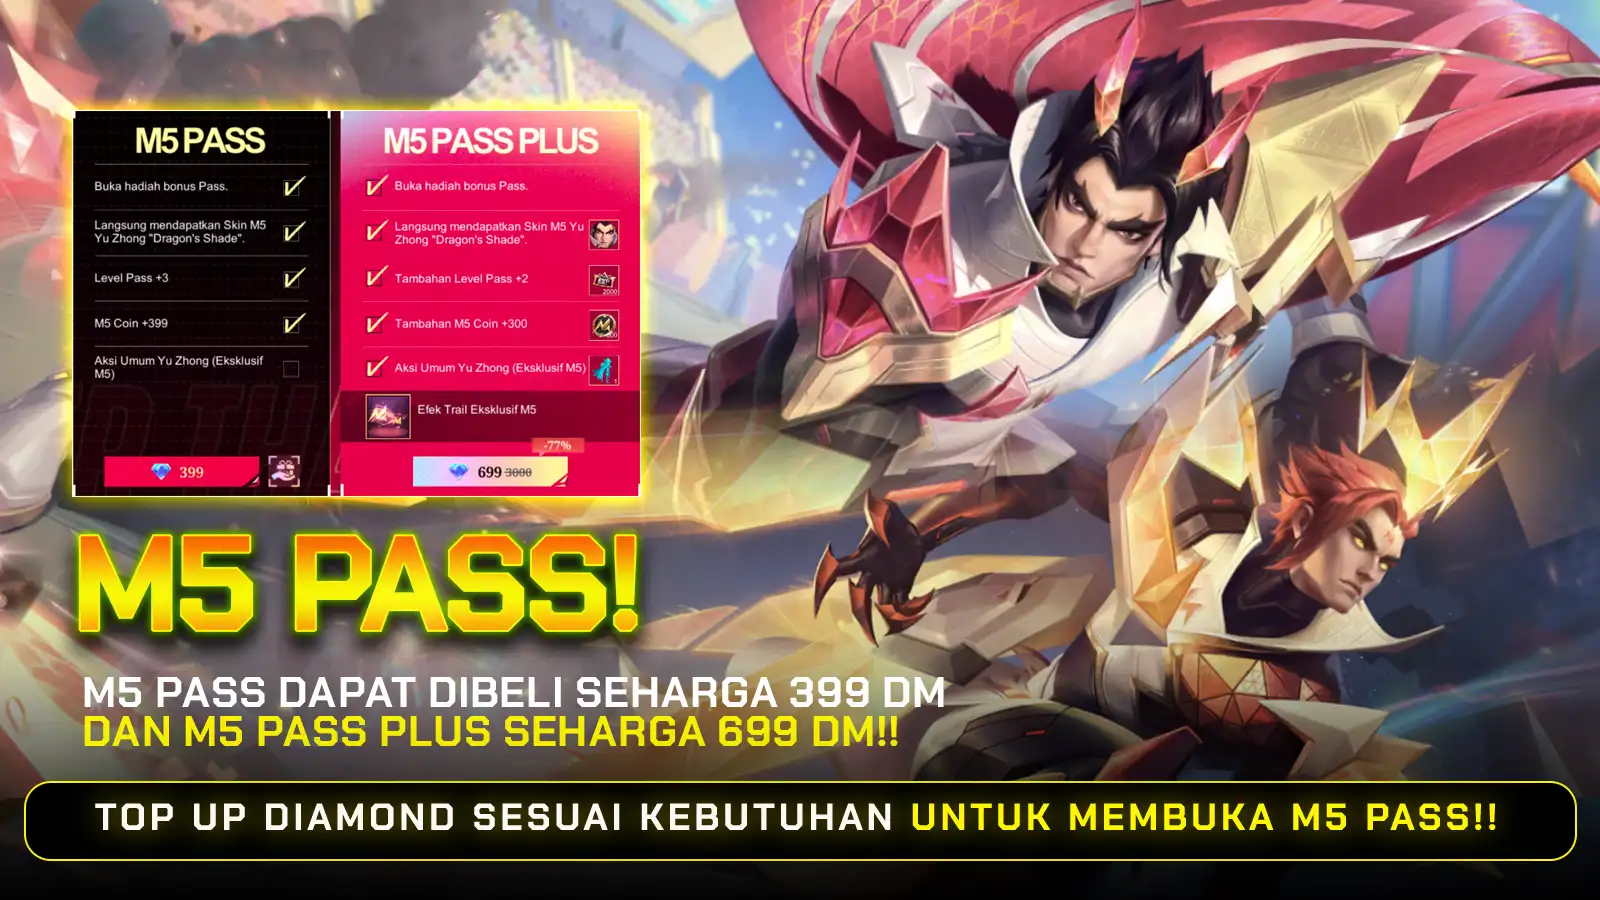 M5 PASS
Buka hadiah bonus Pass.
Langsung mendapatkan Skin M5
Yu Zhong "Dragon's Shade".
Level Pass +3
M5 Coin +399
Aksi Umum Yu Zhong (Eksklusif
M5)
399
M5 PASS PLUS
Buka hadiah bonus Pass.
Langsung mendapatkan Skin M5 Yu
Zhong "Dragon's Shade".
Tambahan Level Pass +2
2000
Tambahan M5 Coin +300
Aksi Umum Yu Zhong (Eksklusif M5)
1
Efek Trail Eksklusif M5
-77%
699 3000
M5 PASS!
M5 PASS DAPAT DIBELI SEHARGA 399 DM
DAN M5 PASS PLUS SEHARGA 699 DM!!
TOP UP DIAMOND SESUAI KEBUTUHAN UNTUK MEMBUKA M5 PASS!!